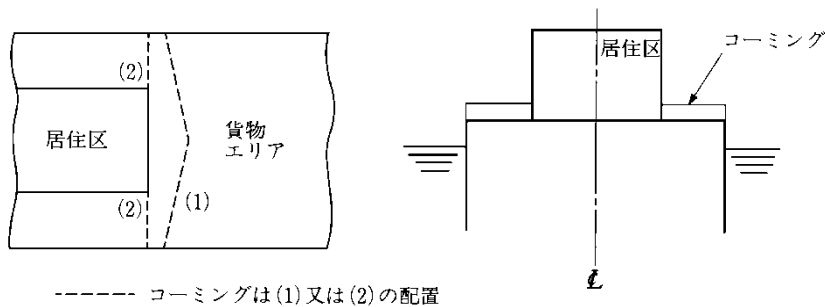 (2)
居住区
貨物
エリア
(2)
(1)
居住区
コーミング
℄
------- コーミングは(1)又は(2)の配置